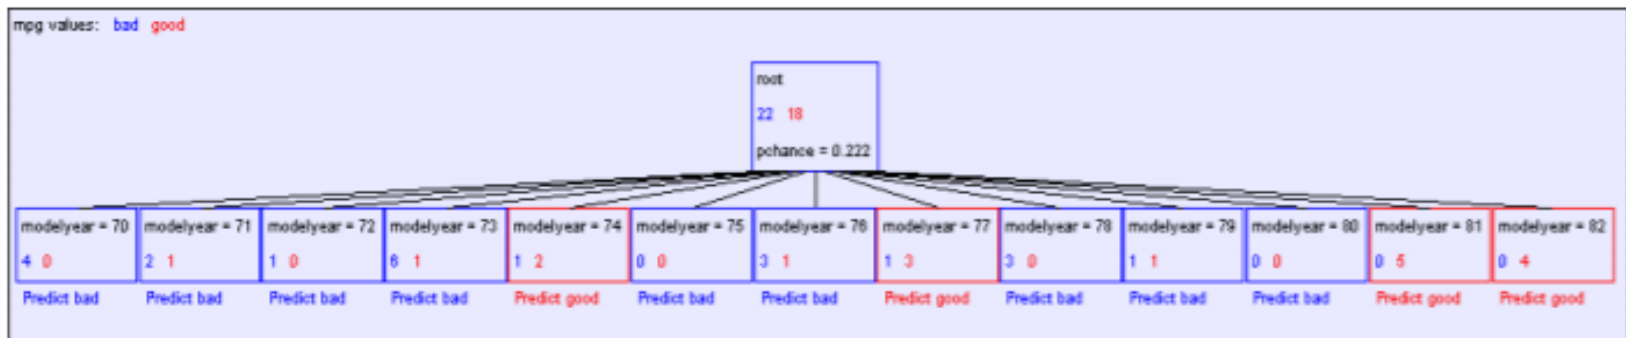 mpg values: bad good
root
22 18
pchance = 0.222
modelyear = 70 modelyear = 71 modelyear = 72 modelyear = 73 modelyear = 74 modelyear = 75 modelyear = 76 modelyear = 77 modelyear = 78 modelyear = 79 modelyear = 80 modelyear = 81 modelyear = 82
4 0 2 1 1 0 6 1 1 2 0 0 3 1 1 3 3 0 1 1 0 0 0 5 0 4
Predict bad Predict bad Predict bad Predict bad Predict good Predict bad Predict bad Predict good Predict bad Predict bad Predict bad Predict good Predict good